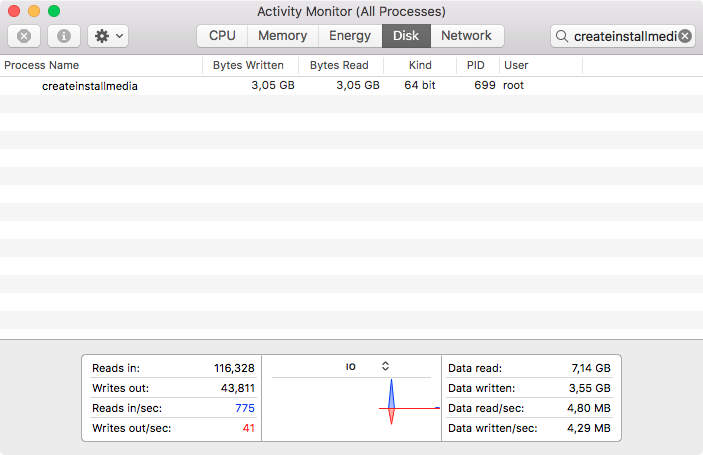 Activity Monitor (All Processes)
CPU Memory Energy Disk Network createinstallmedi
Process Name Bytes Written Bytes Read Kind PID User
createinstallmedia 3,05 GB 3,05 GB 64 bit 699 root
Reads in: 116,328 IO Data read: 7,14 GB
Writes out: 43,811 Data written: 3,55 GB
Reads in/sec: 775 Data read/sec: 4,80 MB
Writes out/sec: 41 Data written/sec: 4,29 MB